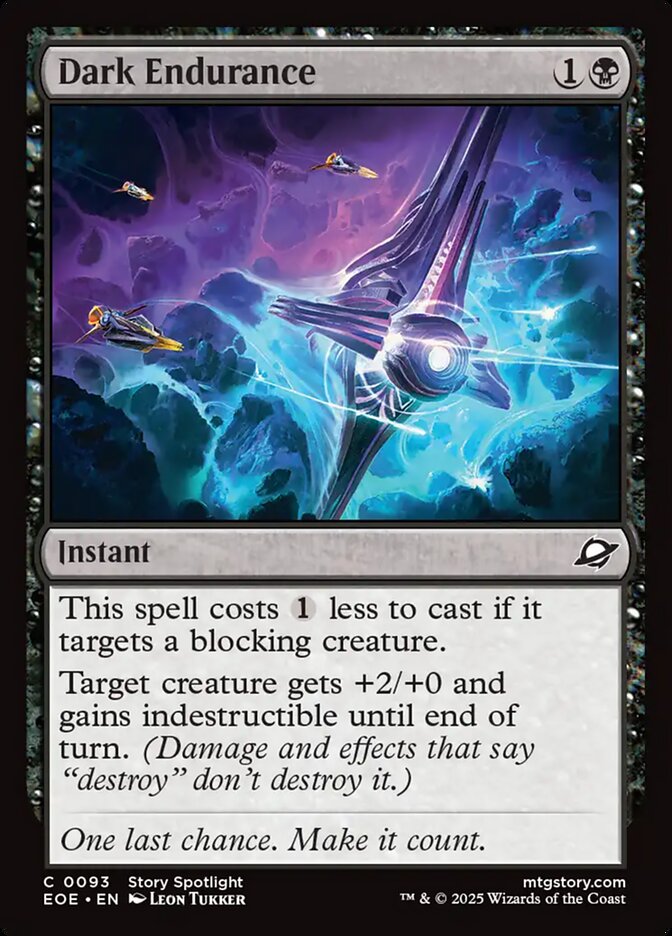 Dark Endurance 1
Instant
This spell costs 1 less to cast if it
targets a blocking creature.
Target creature gets +2/+0 and
gains indestructible until end of
turn. (Damage and effects that say
“destroy” don’t destroy it.)
One last chance. Make it count.
C 0093 Story Spotlight mtgstory.com
EOE • EN Leon Tukker ™ & © 2025 Wizards of the Coast